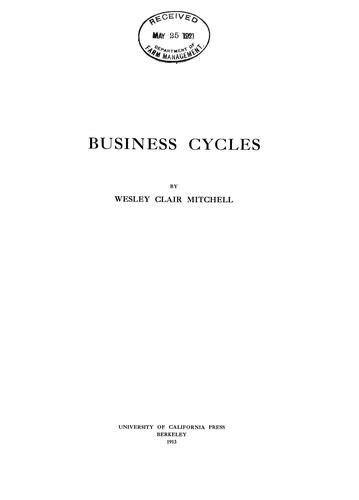 RECEIVED
MAY 25 1921
DEPARTMENT OF
FARM MANAGEMENT.
BUSINESS CYCLES
BY
WESLEY CLAIR MITCHELL
UNIVERSITY OF CALIFORNIA PRESS
BERKELEY
1913